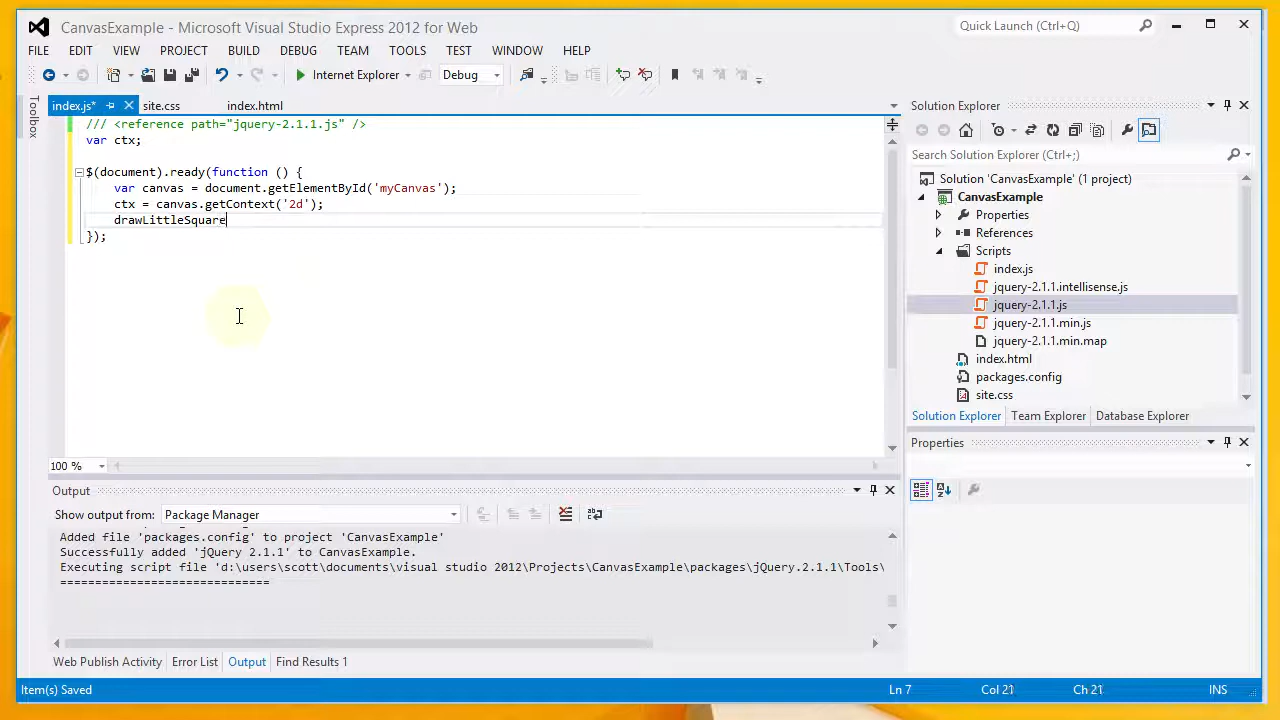 CanvasExample - Microsoft Visual Studio Express 2012 for Web
Quick Launch (Ctrl+Q)
FILE EDIT VIEW PROJECT BUILD DEBUG TEAM TOOLS TEST WINDOW HELP
Internet Explorer Debug
Toolbox
index.js* site.css index.html
/// <reference path="jquery-2.1.1.js" />
var ctx;
$(document).ready(function () {
var canvas = document.getElementById('myCanvas');
ctx = canvas.getContext('2d');
drawLittleSquare
});
100 %
Output
Show output from: Package Manager
Added file 'packages.config' to project 'CanvasExample'
Successfully added 'jQuery 2.1.1' to CanvasExample.
Executing script file 'd:\users\scott\documents\visual studio 2012\Projects\CanvasExample\packages\jQuery.2.1.1\Tools\
==============================
Web Publish Activity Error List Output Find Results 1
Solution Explorer
Search Solution Explorer (Ctrl+;)
Solution 'CanvasExample' (1 project)
CanvasExample
Properties
References
Scripts
index.js
jquery-2.1.1.intellisense.js
jquery-2.1.1.js
jquery-2.1.1.min.js
jquery-2.1.1.min.map
index.html
packages.config
site.css
Solution Explorer Team Explorer Database Explorer
Properties
Item(s) Saved Ln 7 Col 21 Ch 21 INS